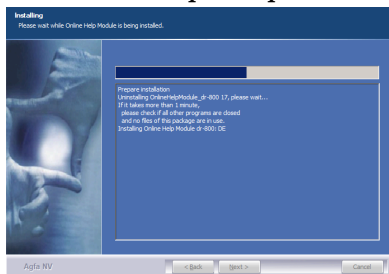 Installing
Please wait while Online Help Module is being installed.
Prepare installation
Uninstalling OnlineHelpModule_dr-800 17, please wait...
If it takes more than 1 minute,
please check if all other programs are closed
and no files of this package are in use.
Installing Online Help Module dr-800: DE
Agfa NV
< Back
Next >
Cancel